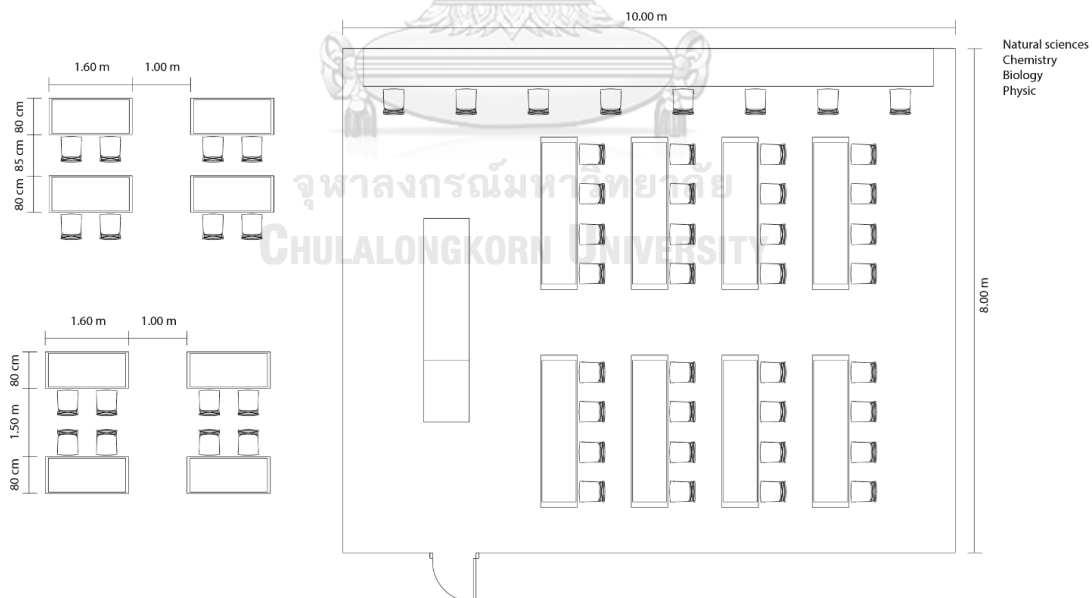 10.00 m
Natural sciences
Chemistry
Biology
Physic
1.60 m
1.00 m
80 cm
85 cm
80 cm
จุฬาลงกรณ์มหาวิทยาลัย
CHULALONGKORN UNIVERSITY
8.00 m
1.60 m
1.00 m
80 cm
1.50 m
80 cm